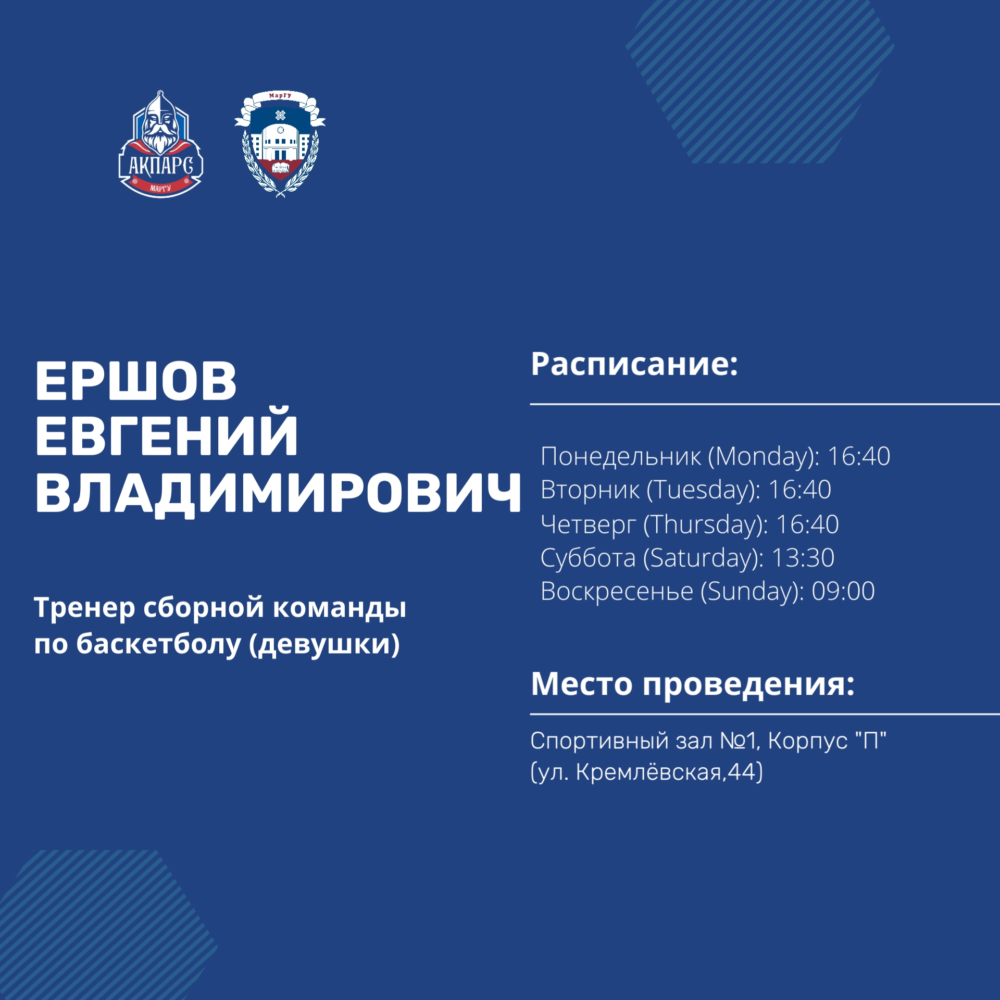 МарГУ
АКПАРС
МАРГУ
ЕРШОВ
ЕВГЕНИЙ
ВЛАДИМИРОВИЧ
Тренер сборной команды
по баскетболу (девушки)
Расписание:
Понедельник (Monday): 16:40
Вторник (Tuesday): 16:40
Четверг (Thursday): 16:40
Суббота (Saturday): 13:30
Воскресенье (Sunday): 09:00
Место проведения:
Спортивный зал №1, Корпус "П"
(ул. Кремлёвская,44)